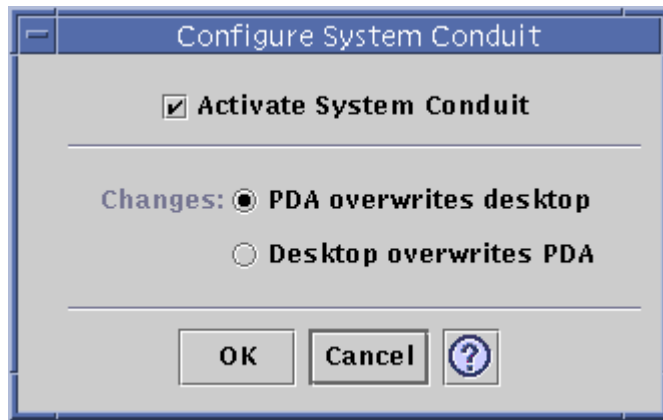 Configure System Conduit
Activate System Conduit
Changes: PDA overwrites desktop
Desktop overwrites PDA
OK Cancel ?